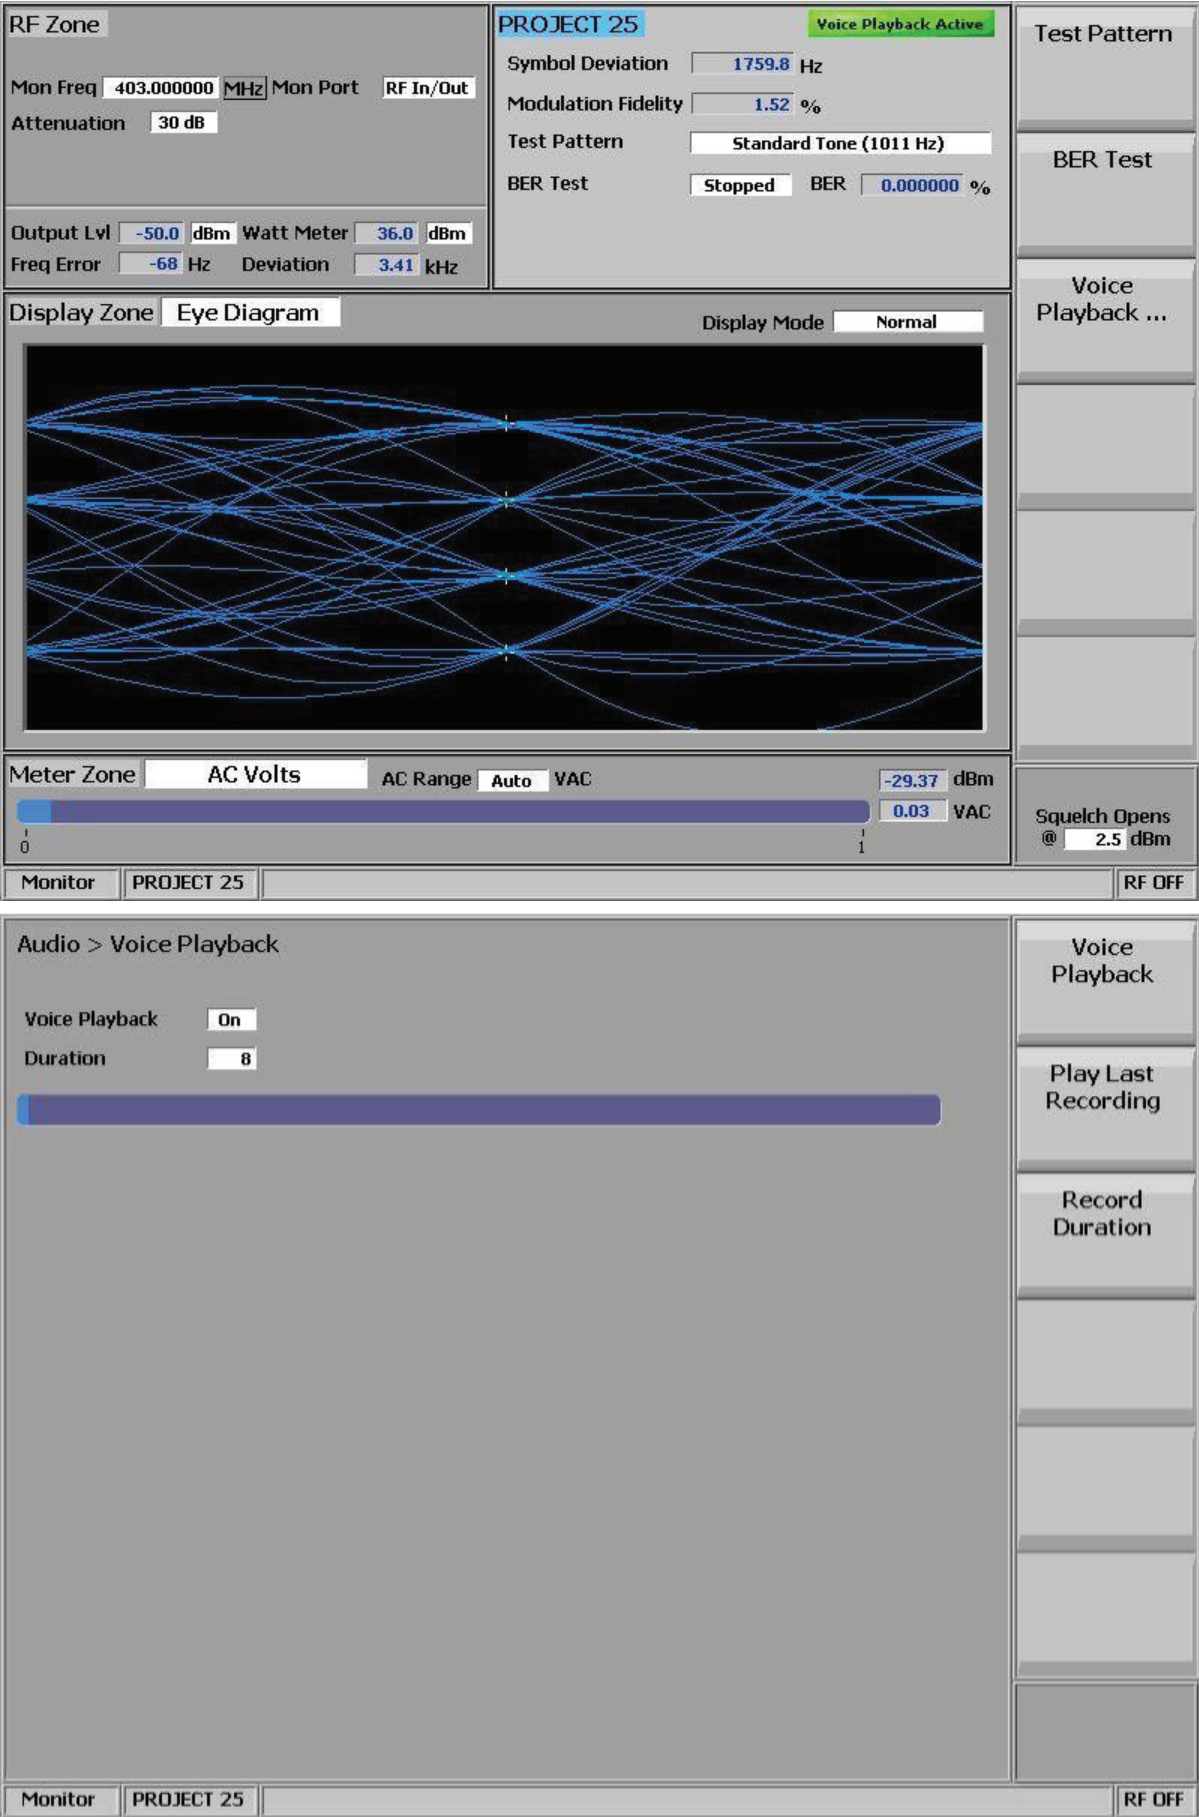 RF Zone
Mon Freq 403.000000 MHz Mon Port RF In/Out
Attenuation 30 dB
Output Lvl -50.0 dBm Watt Meter 36.0 dBm
Freq Error -68 Hz Deviation 3.41 kHz
PROJECT 25 Voice Playback Active
Symbol Deviation 1759.8 Hz
Modulation Fidelity 1.52 %
Test Pattern Standard Tone (1011 Hz)
BER Test Stopped BER 0.000000 %
Display Zone Eye Diagram
Display Mode Normal
Meter Zone AC Volts AC Range Auto VAC -29.37 dBm
0.03 VAC
0 1
Test Pattern
BER Test
Voice
Playback ...
Squelch Opens
@ 2.5 dBm
Monitor PROJECT 25 RF OFF
Audio > Voice Playback
Voice Playback On
Duration 8
Voice
Playback
Play Last
Recording
Record
Duration
Monitor PROJECT 25 RF OFF